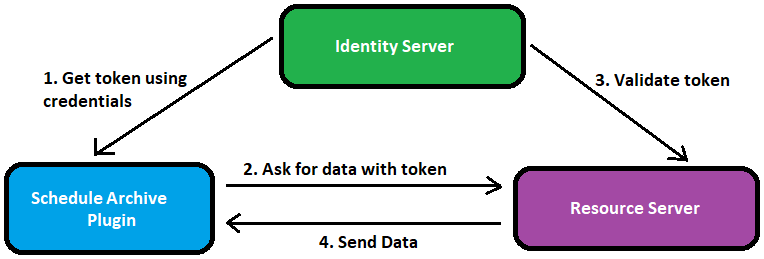 Identity Server
1. Get token using
credentials
3. Validate token
2. Ask for data with token
Schedule Archive
Plugin
Resource Server
4. Send Data